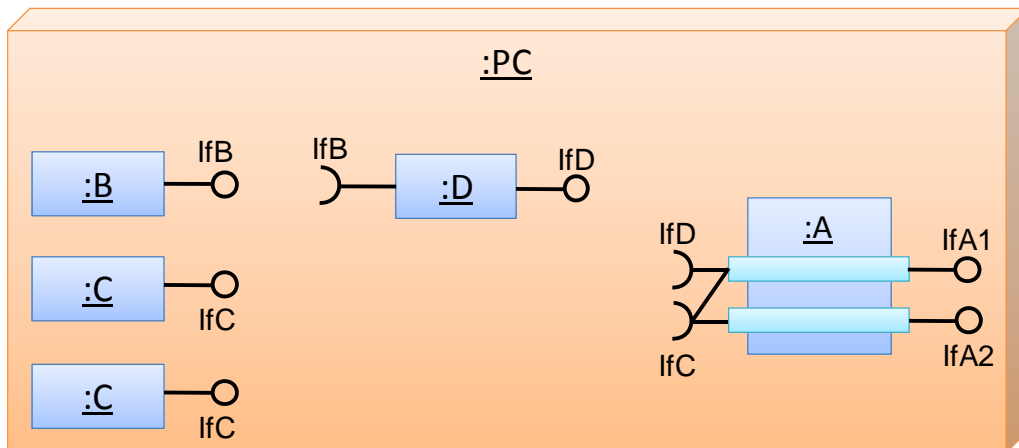 :PC
IfB
:B
IfB
:D
IfD
IfD
:A
IfA1
:C
IfC
IfC
IfA2
:C
IfC